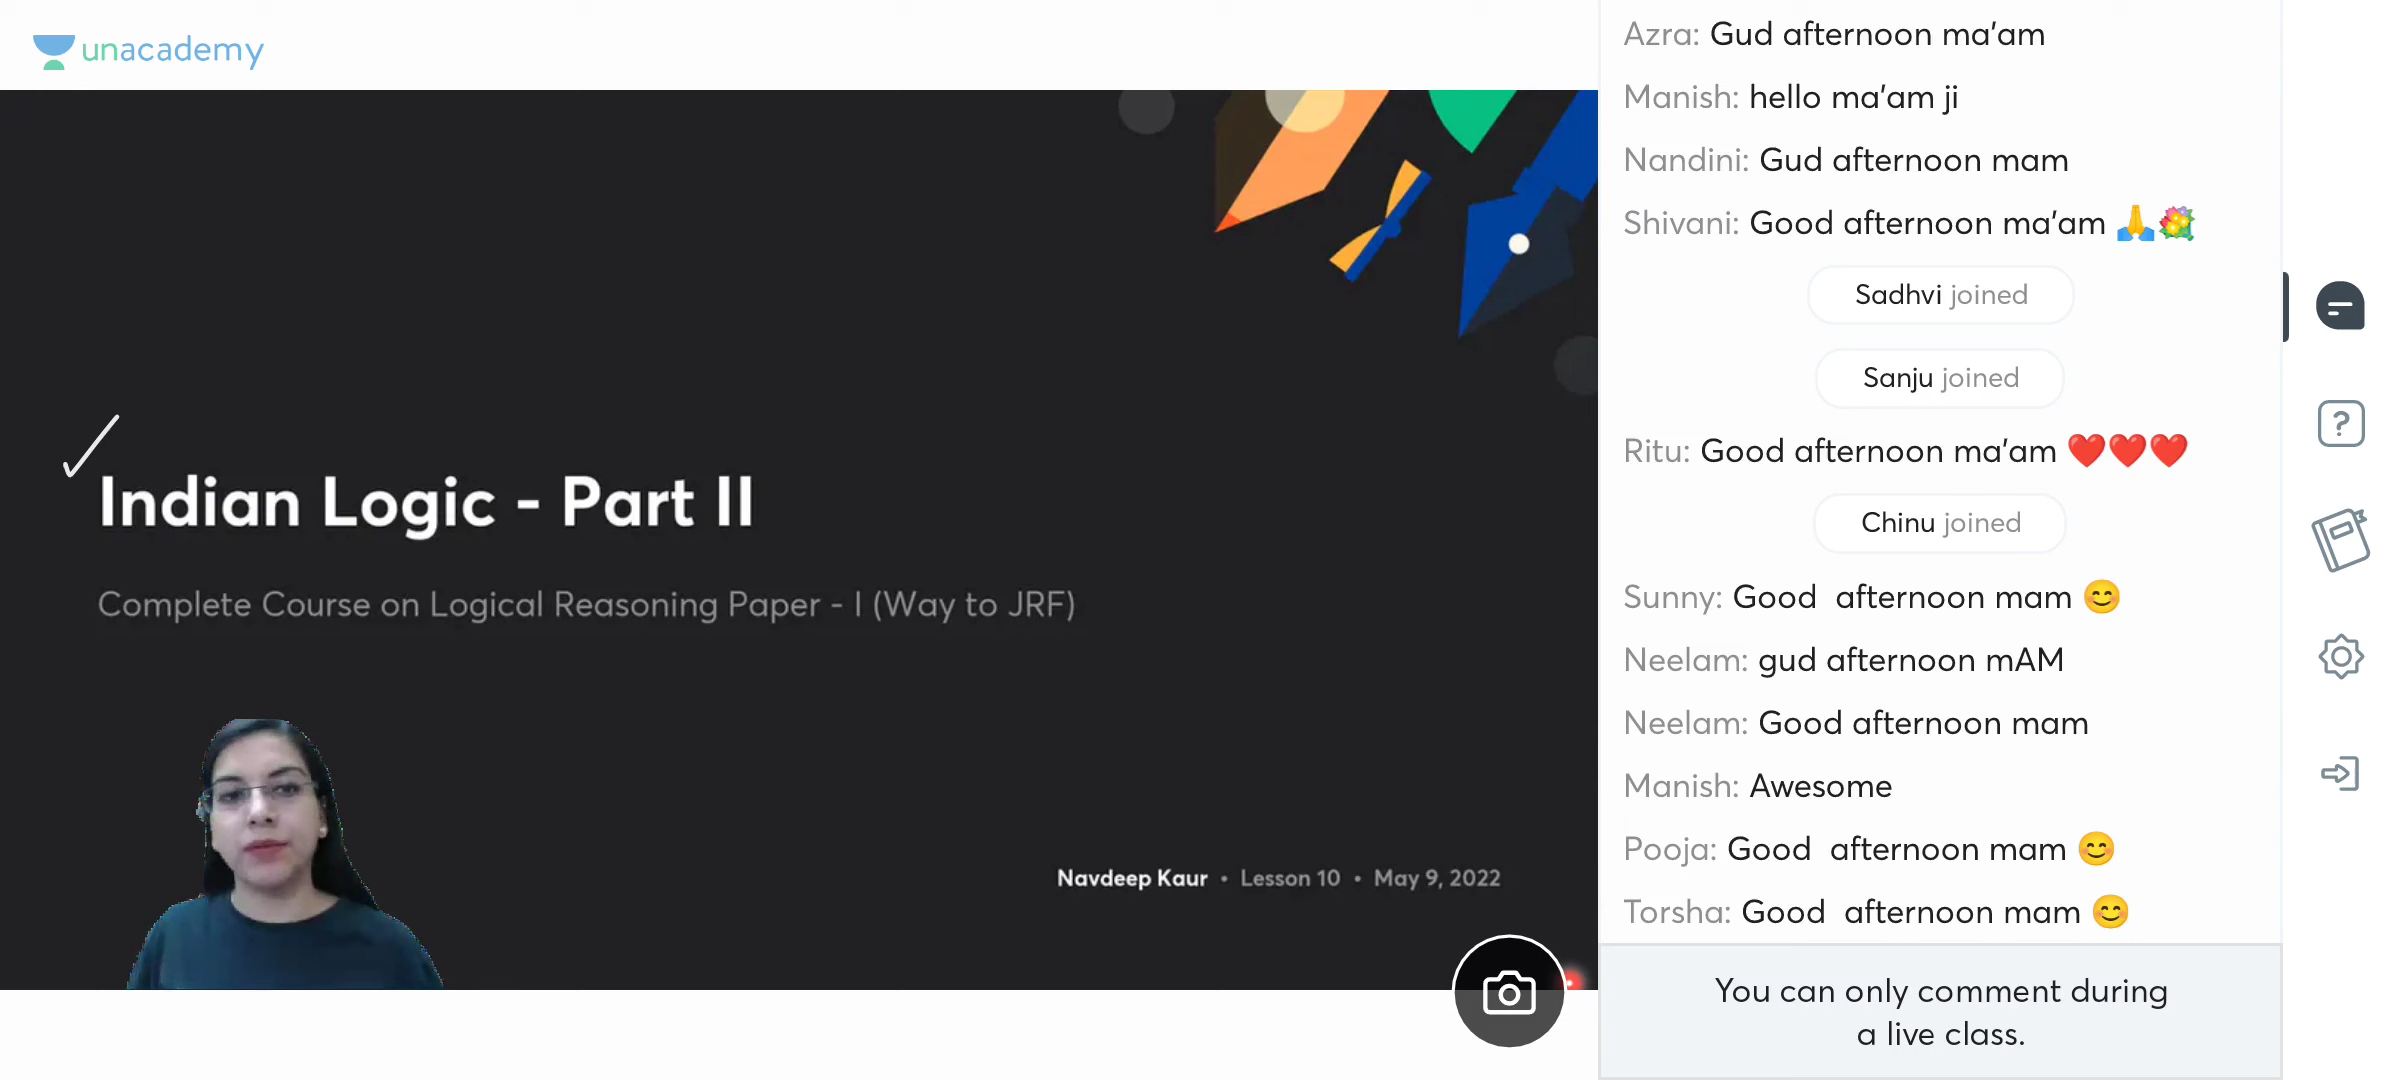 unacademy
Indian Logic - Part II
Complete Course on Logical Reasoning Paper - I (Way to JRF)
Navdeep Kaur • Lesson 10 • May 9, 2022
Azra: Gud afternoon ma'am
Manish: hello ma'am ji
Nandini: Gud afternoon mam
Shivani: Good afternoon ma'am 🙏💐
Sadhvi joined
Sanju joined
Ritu: Good afternoon ma'am ❤️❤️❤️
Chinu joined
Sunny: Good  afternoon mam 😊
Neelam: gud afternoon mAM
Neelam: Good afternoon mam
Manish: Awesome
Pooja: Good  afternoon mam 😊
Torsha: Good  afternoon mam 😊
You can only comment during
a live class.